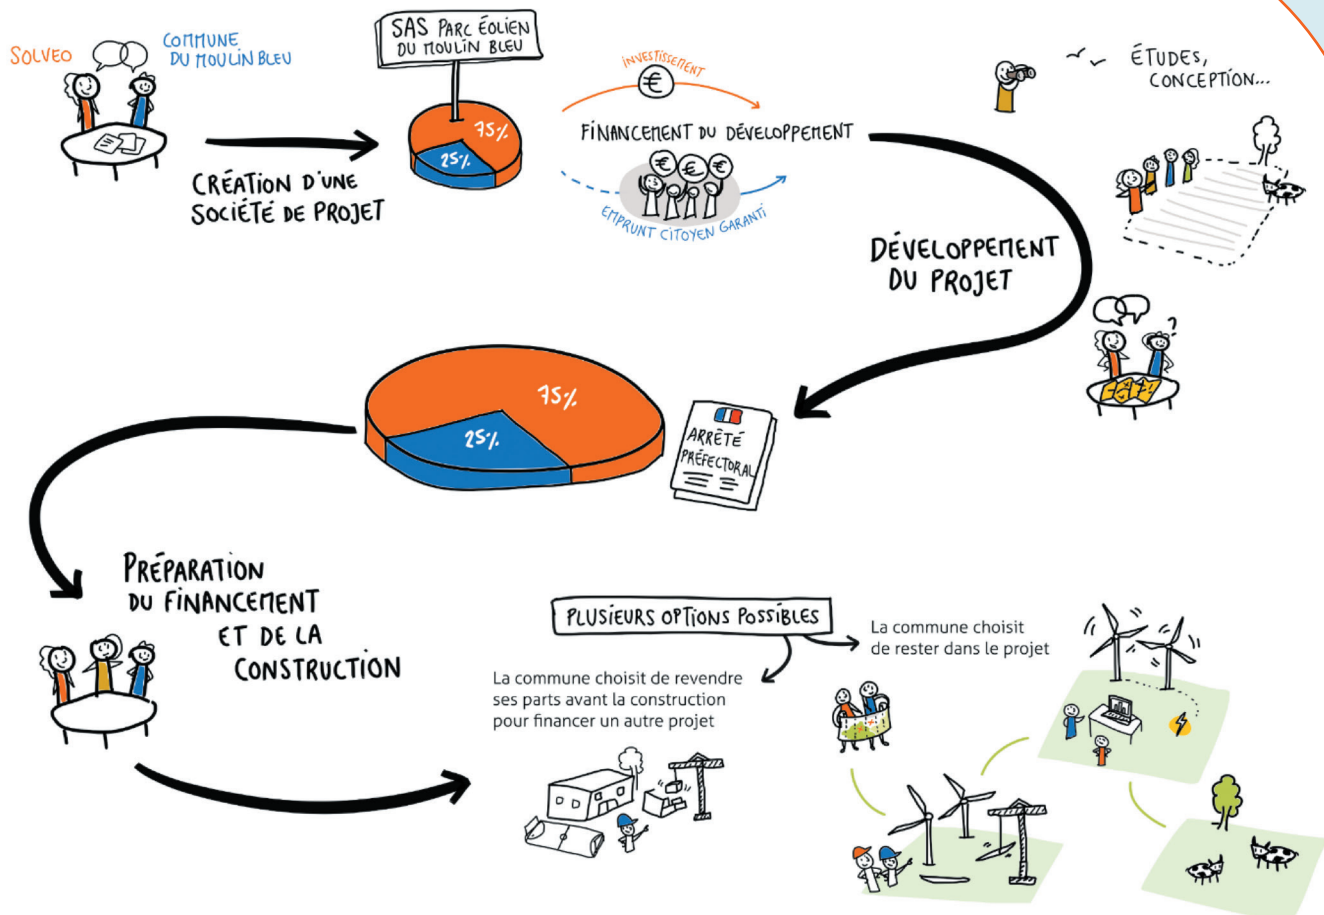 SOLVEO
COMMUNE
DU MOULIN BLEU
CRÉATION D'UNE
SOCIÉTÉ DE PROJET
SAS PARC ÉOLIEN
DU MOULIN BLEU
75%
25%
INVESTISSEMENT
€
FINANCEMENT DU DÉVELOPPEMENT
€ € €
EMPRUNT CITOYEN GARANTI
ÉTUDES,
CONCEPTION...
DÉVELOPPEMENT
DU PROJET
?
75%
25%
ARRÊTÉ
PRÉFECTORAL
PRÉPARATION
DU FINANCEMENT
ET DE LA
CONSTRUCTION
PLUSIEURS OPTIONS POSSIBLES
La commune choisit de revendre
ses parts avant la construction
pour financer un autre projet
La commune choisit
de rester dans le projet